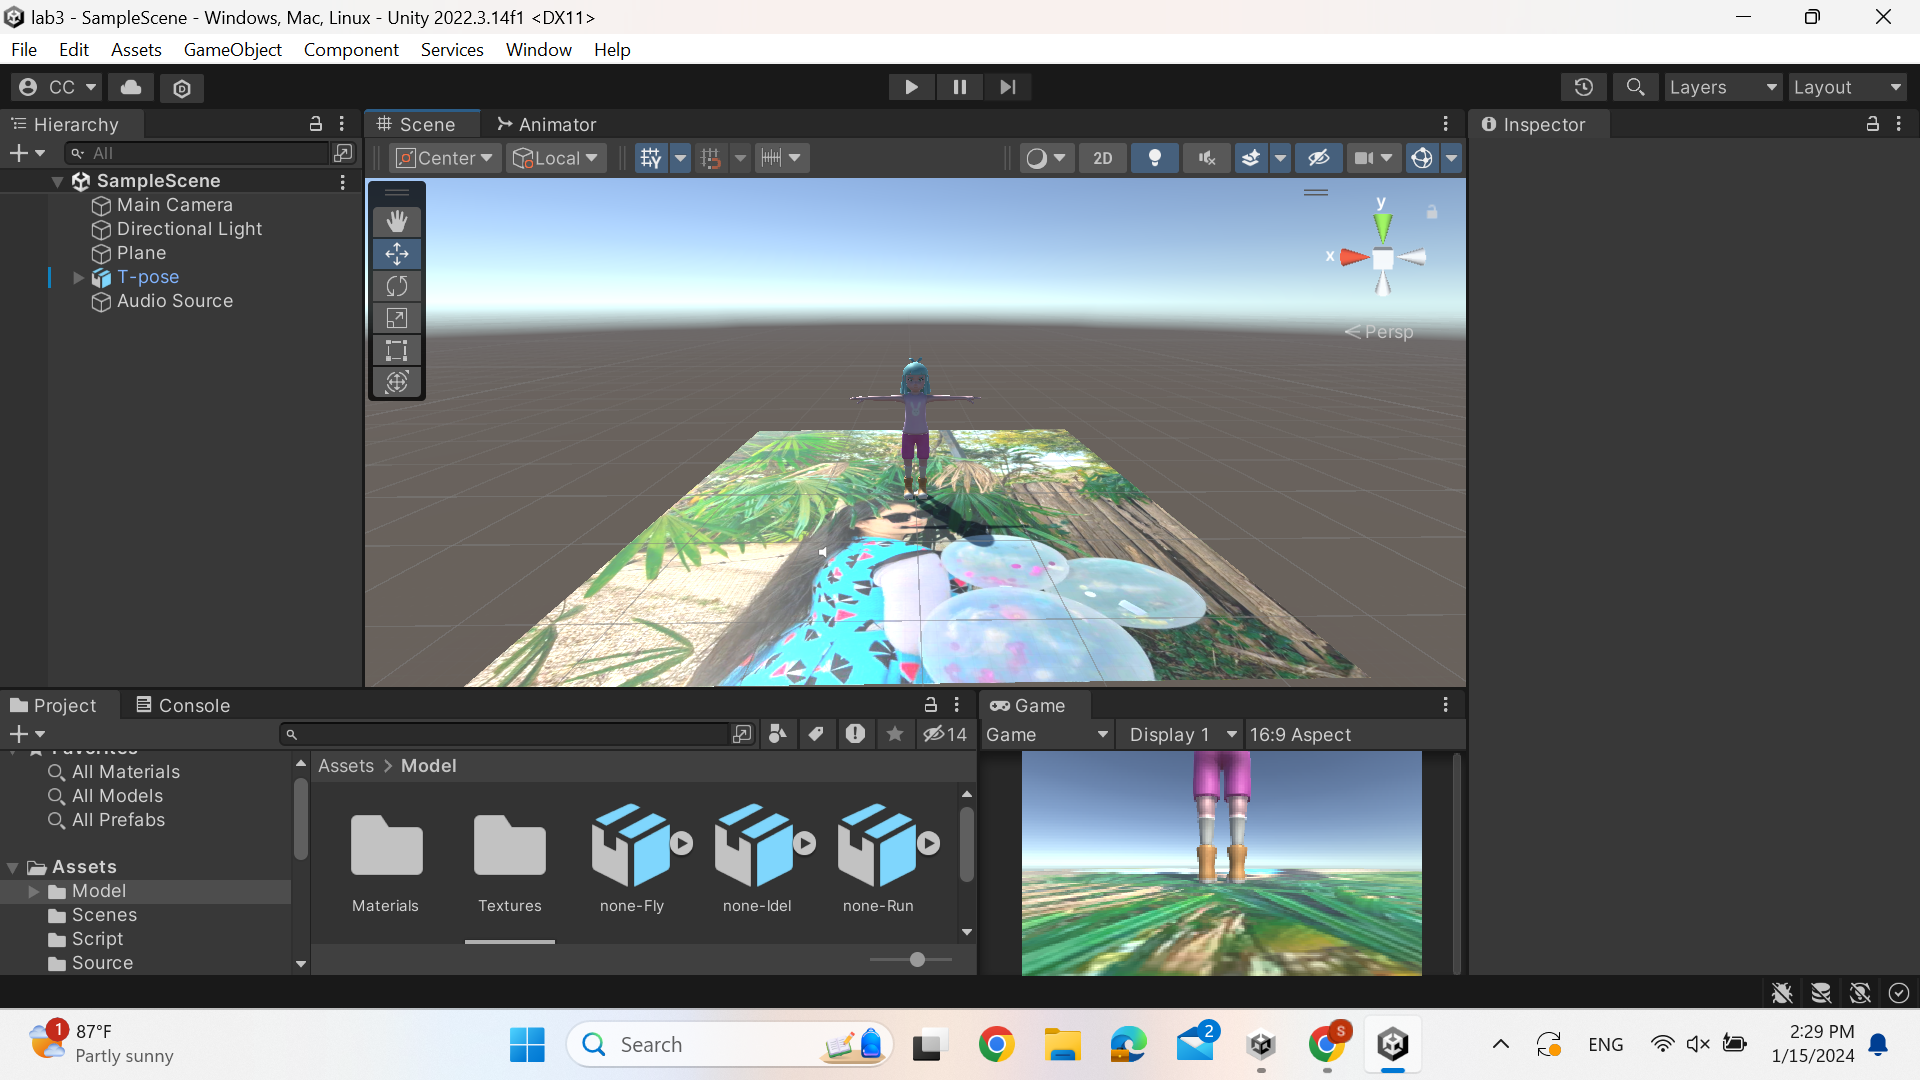 lab3 - SampleScene - Windows, Mac, Linux - Unity 2022.3.14f1 <DX11>
File Edit Assets GameObject Component Services Window Help
CC
Layers
Layout
Hierarchy
Scene
Animator
Inspector
All
Center
Local
2D
SampleScene
Main Camera
Directional Light
Plane
T-pose
Audio Source
y
x
Persp
Project
Console
Game
14
Game
Display 1
16:9 Aspect
Favorites
All Materials
All Models
All Prefabs
Assets
Model
Scenes
Script
Source
Assets > Model
Materials
Textures
none-Fly
none-Idel
none-Run
1
87°F
Partly sunny
Search
2
S
ENG
2:29 PM
1/15/2024